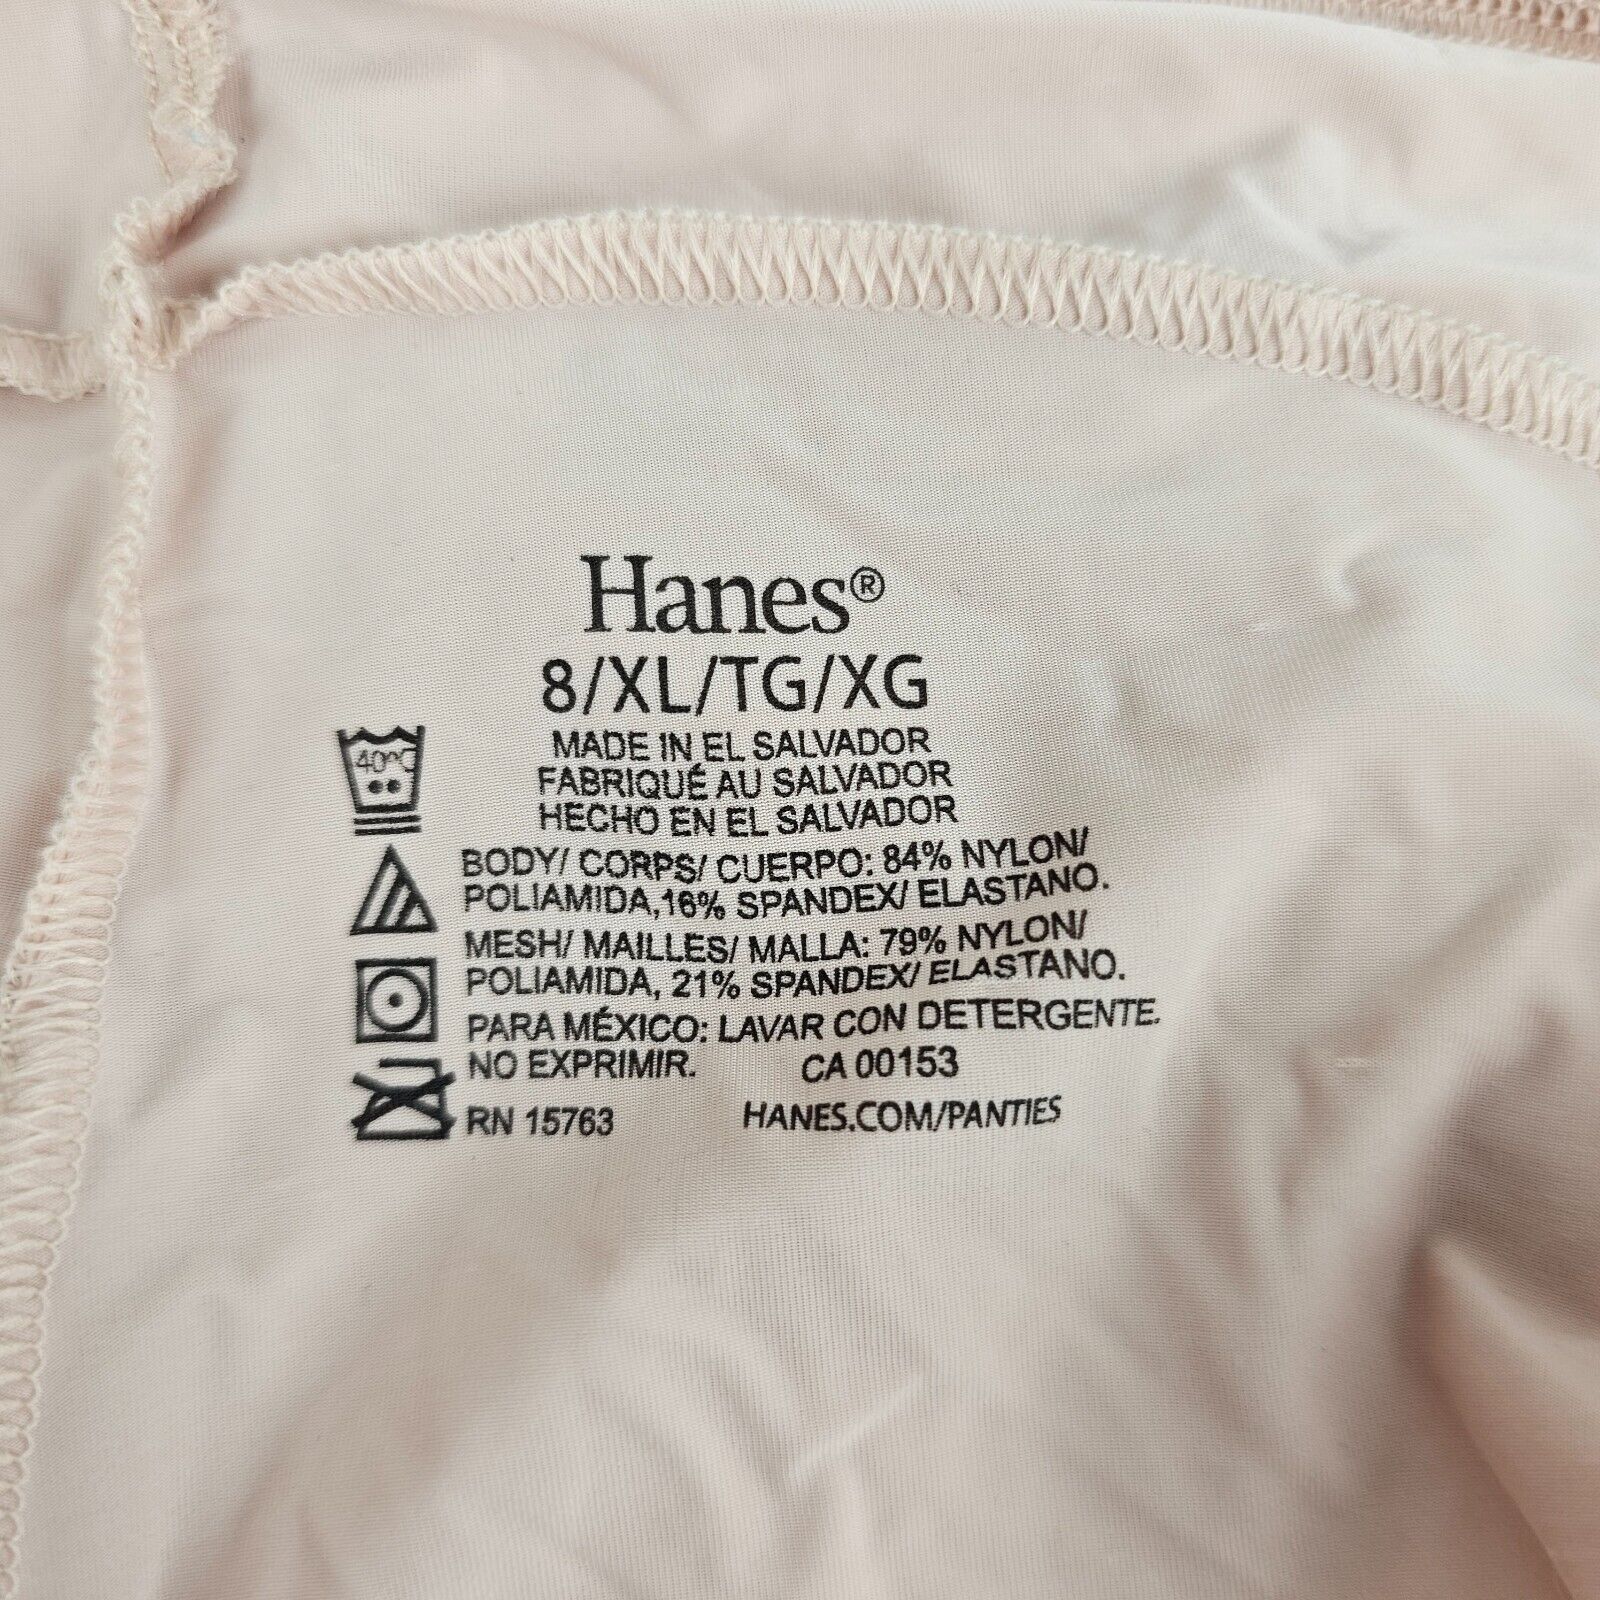 Hanes®
8/XL/TG/XG
MADE IN EL SALVADOR
FABRIQUÉ AU SALVADOR
HECHO EN EL SALVADOR
40ºC
BODY/ CORPS/ CUERPO: 84% NYLON/
POLIAMIDA,16% SPANDEX/ ELASTANO.
MESH/ MAILLES/ MALLA: 79% NYLON/
POLIAMIDA, 21% SPANDEX/ ELASTANO.
PARA MÉXICO: LAVAR CON DETERGENTE.
NO EXPRIMIR. CA 00153
RN 15763 HANES.COM/PANTIES